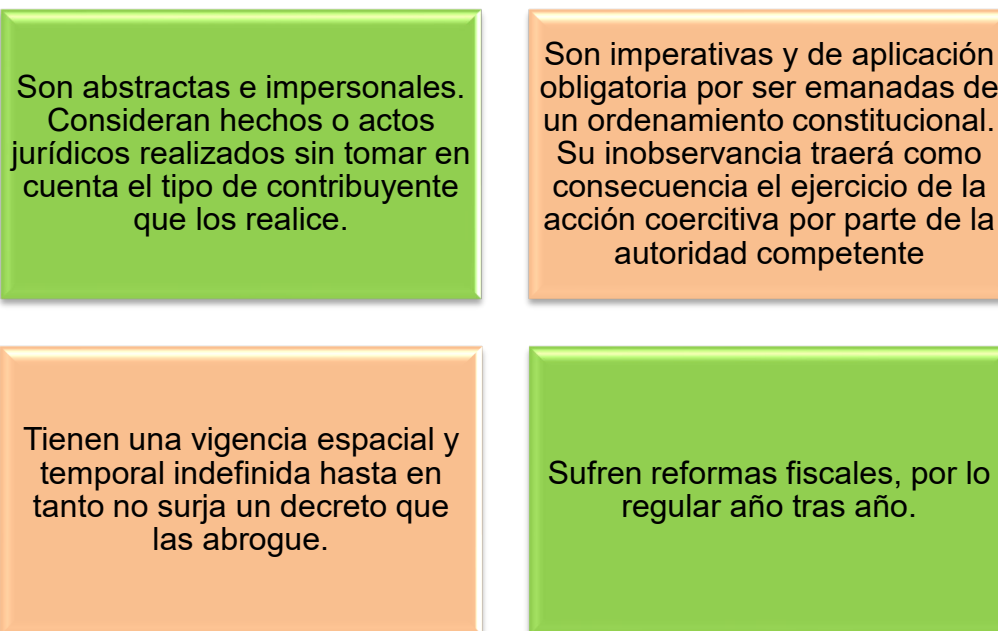 Son abstractas e impersonales.
Consideran hechos o actos
jurídicos realizados sin tomar en
cuenta el tipo de contribuyente
que los realice.
Son imperativas y de aplicación
obligatoria por ser emanadas de
un ordenamiento constitucional.
Su inobservancia traerá como
consecuencia el ejercicio de la
acción coercitiva por parte de la
autoridad competente
Tienen una vigencia espacial y
temporal indefinida hasta en
tanto no surja un decreto que
las abrogue.
Sufren reformas fiscales, por lo
regular año tras año.